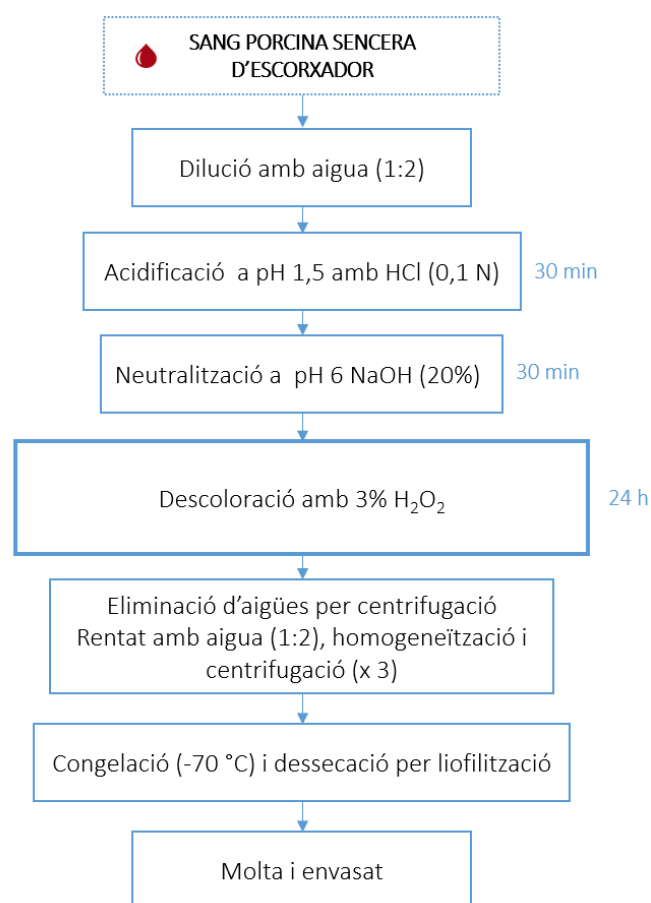 SANG PORCINA SENCERA
D'ESCORXADOR
Dilució amb aigua (1:2)
Acidificació a pH 1,5 amb HCl (0,1 N)
30 min
Neutralització a pH 6 NaOH (20%)
30 min
Descoloració amb 3% H₂O₂
24 h
Eliminació d'aigües per centrifugació
Rentat amb aigua (1:2), homogeneïtzació i
centrifugació (x 3)
Congelació (-70 °C) i dessecació per liofilització
Molta i envasat